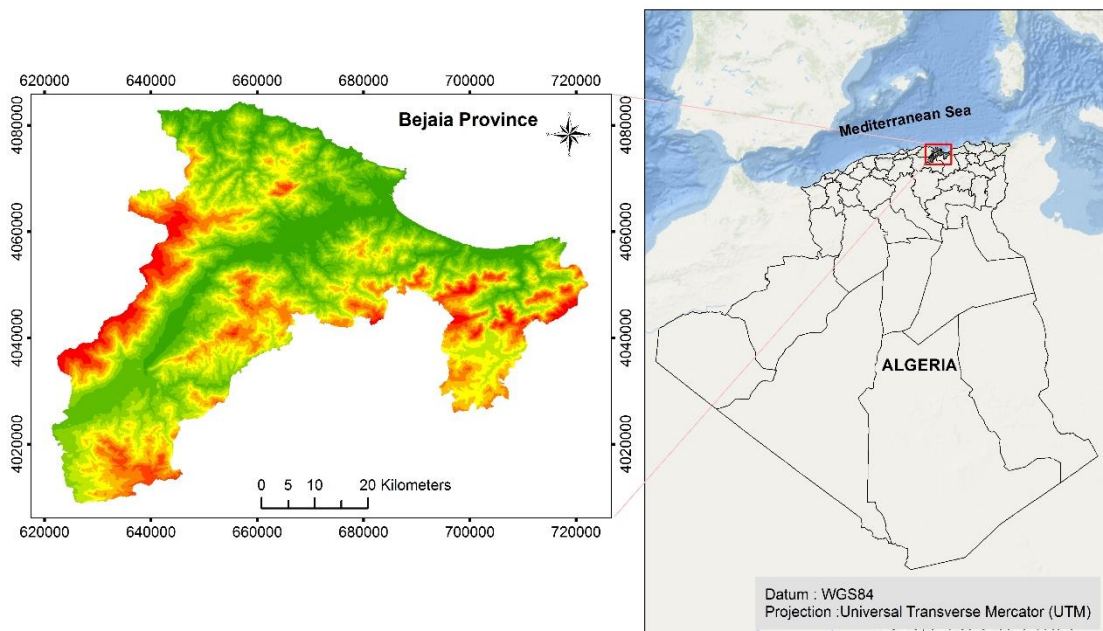 620000 640000 660000 680000 700000 720000
4080000
4060000
4040000
4020000
Bejaia Province
0 5 10 20 Kilometers
4080000
4060000
4040000
4020000
620000 640000 660000 680000 700000 720000
Mediterranean Sea
ALGERIA
Datum : WGS84
Projection :Universal Transverse Mercator (UTM)